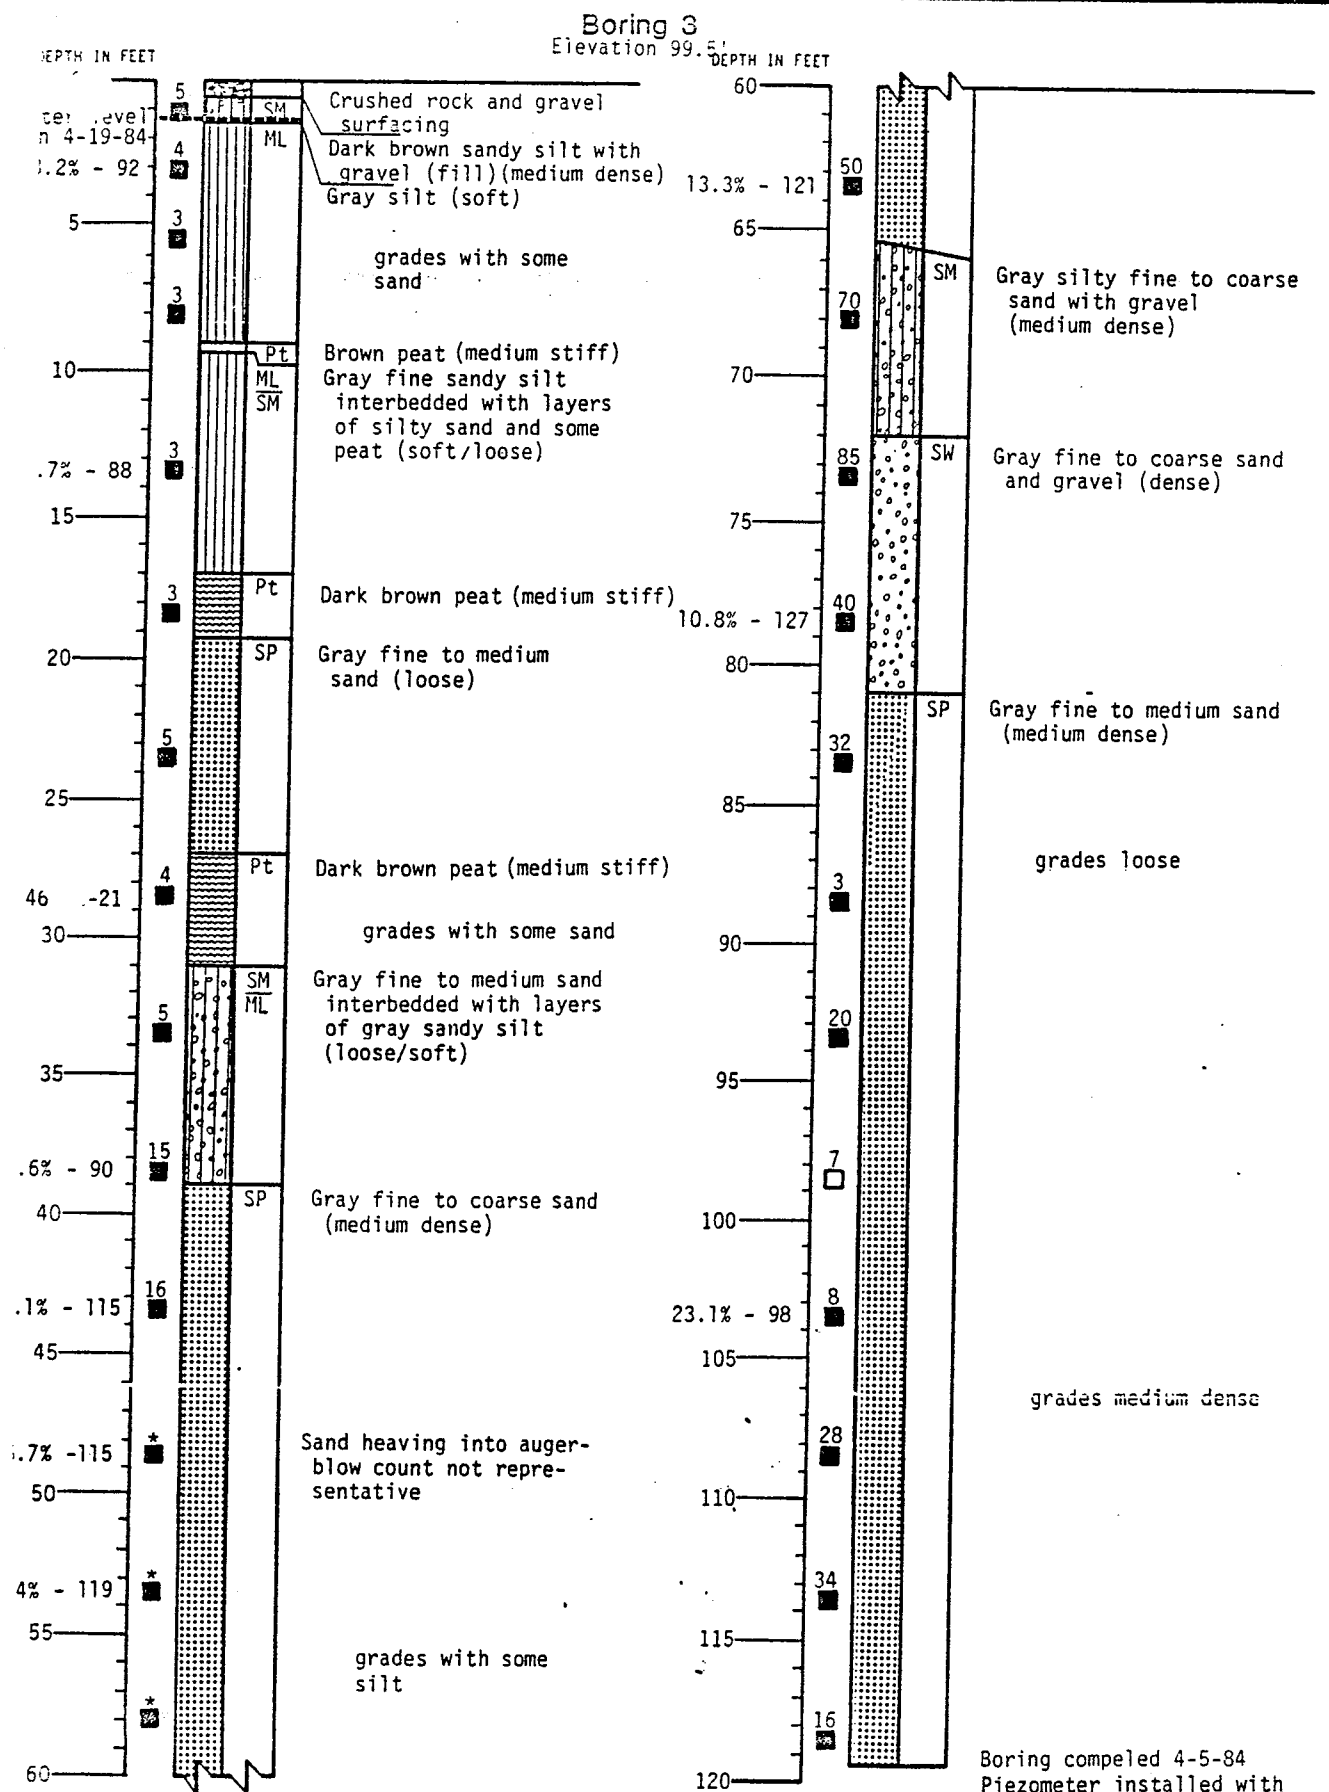 Boring 3
Elevation 99.5'
DEPTH IN FEET
5
SM
Crushed rock and gravel
surfacing
4-19-84
ML
Dark brown sandy silt with
gravel (fill)(medium dense)
4
.2% - 92
Gray silt (soft)
5
3
grades with some
sand
3
Pt
Brown peat (medium stiff)
10
ML
SM
Gray fine sandy silt
interbedded with layers
of silty sand and some
peat (soft/loose)
3
.7% - 88
15
3
Pt
Dark brown peat (medium stiff)
20
SP
Gray fine to medium
sand (loose)
5
25
Pt
Dark brown peat (medium stiff)
4
46 -21
30
grades with some sand
SM
ML
Gray fine to medium sand
interbedded with layers
of gray sandy silt
(loose/soft)
5
35
15
.6% - 90
40
SP
Gray fine to coarse sand
(medium dense)
16
.1% - 115
45
*
.7% -115
Sand heaving into auger-
blow count not repre-
sentative
50
*
4% - 119
55
grades with some
silt
*
60
DEPTH IN FEET
60
50
13.3% - 121
65
SM
Gray silty fine to coarse
sand with gravel
(medium dense)
70
70
SW
Gray fine to coarse sand
and gravel (dense)
85
75
40
10.8% - 127
80
SP
Gray fine to medium sand
(medium dense)
32
85
grades loose
3
90
20
95
7
100
8
23.1% - 98
105
grades medium dense
28
110
34
115
16
120
Boring compeled 4-5-84
Piezometer installed with